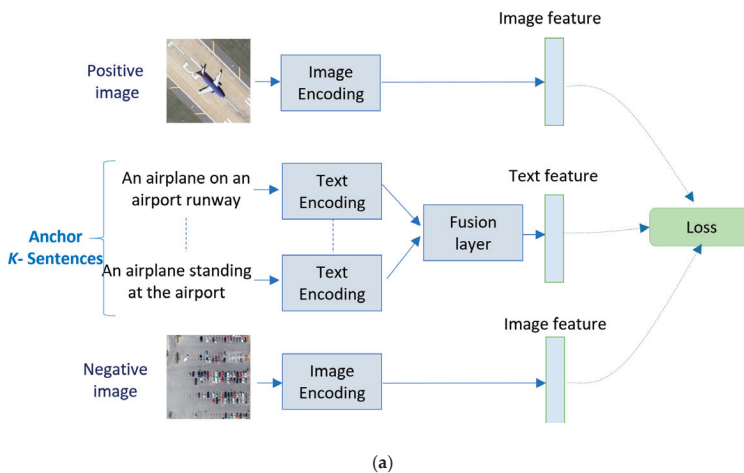 Image feature
Positive
image
Image
Encoding
An airplane on an
airport runway
Text
Encoding
Text feature
Anchor
K- Sentences
Fusion
layer
Loss
An airplane standing
at the airport
Text
Encoding
Image feature
Negative
image
Image
Encoding
(a)